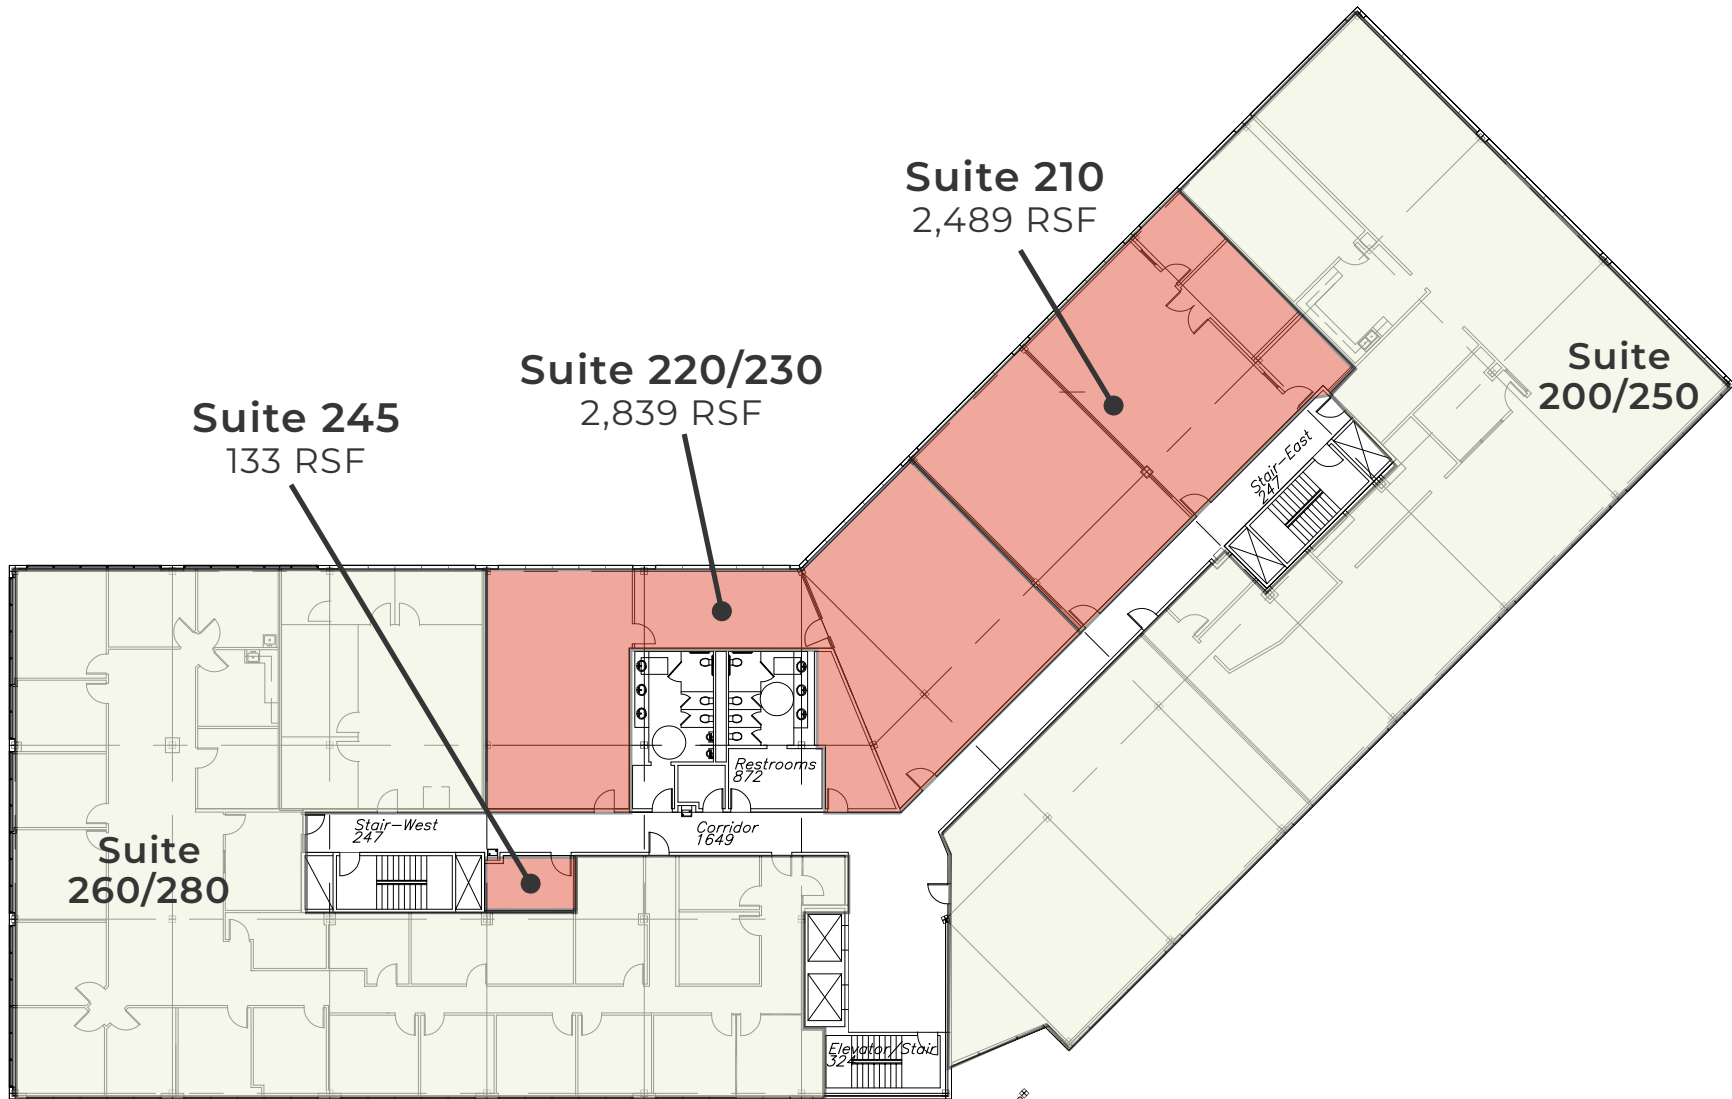 Suite 210
2,489 RSF
Suite 220/230
2,839 RSF
Suite
200/250
Suite 245
133 RSF
Stair-East
247
Restrooms
872
Stair-West
247
Corridor
1649
Suite
260/280
Elevator/Stair
324